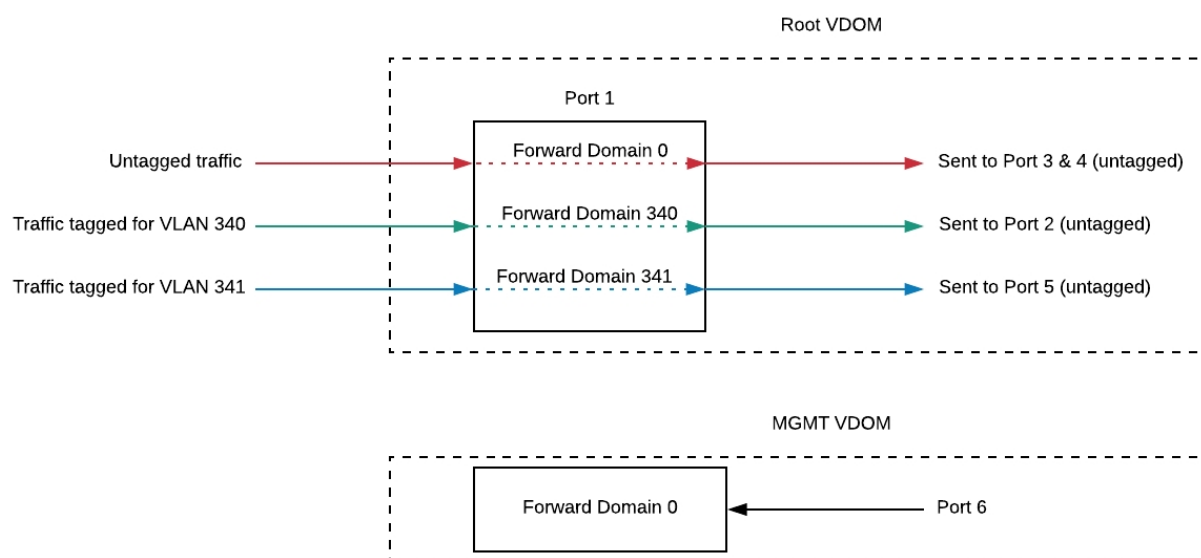 Root VDOM
Port 1
Untagged traffic
Forward Domain 0
Sent to Port 3 & 4 (untagged)
Traffic tagged for VLAN 340
Forward Domain 340
Sent to Port 2 (untagged)
Traffic tagged for VLAN 341
Forward Domain 341
Sent to Port 5 (untagged)
MGMT VDOM
Forward Domain 0
Port 6